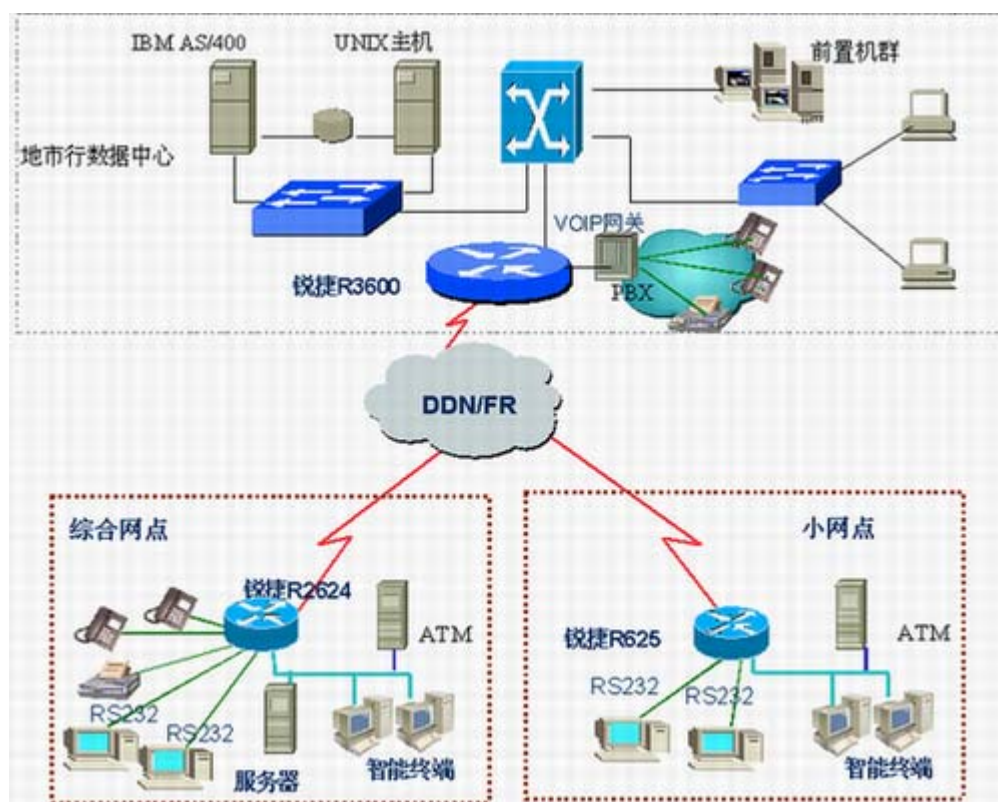 IBM AS/400
UNIX主机
前置机群
地市行数据中心
VOIP网关
锐捷R3600
PBX
DDN/FR
综合网点
小网点
锐捷R2624
ATM
锐捷R625
ATM
RS232
RS232
RS232
RS232
服务器
智能终端
智能终端